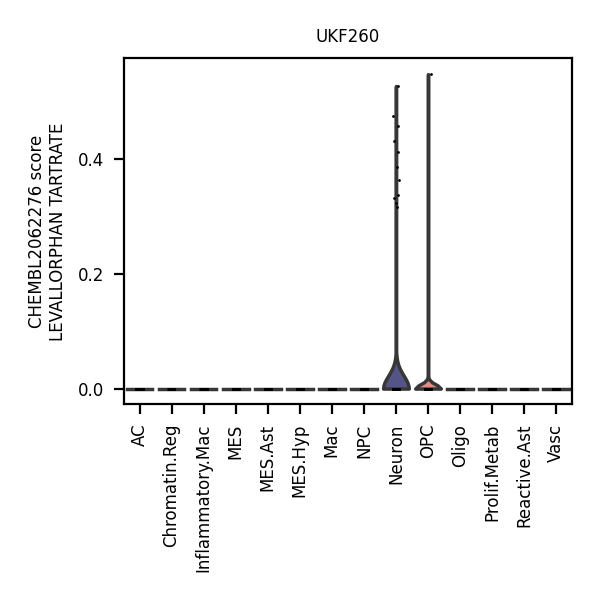 UKF260
CHEMBL2062276 score
LEVALLORPHAN TARTRATE
0.4
0.2
0.0
AC
Chromatin.Reg
Inflammatory.Mac
MES
MES.Ast
MES.Hyp
Mac
NPC
Neuron
OPC
Oligo
Prolif.Metab
Reactive.Ast
Vasc